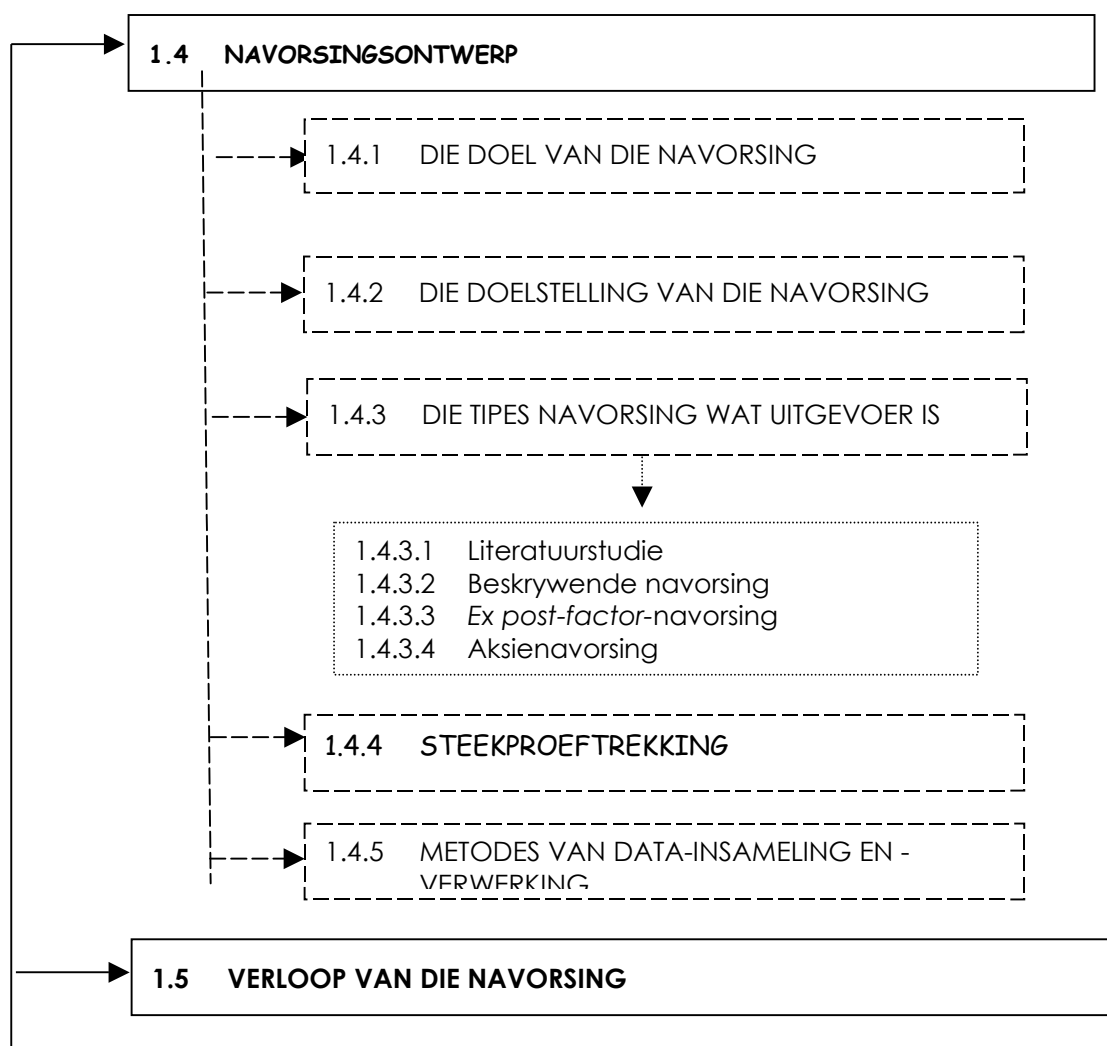 1.4 NAVORSINGSONTWERP
1.4.1 DIE DOEL VAN DIE NAVORSING
1.4.2 DIE DOELSTELLING VAN DIE NAVORSING
1.4.3 DIE TIPES NAVORSING WAT UITGEVOER IS
1.4.3.1 Literatuurstudie
1.4.3.2 Beskrywende navorsing
1.4.3.3 Ex post-factor-navorsing
1.4.3.4 Aksienavorsing
1.4.4 STEEKPROEFTREKKING
1.4.5 METODES VAN DATA-INSAMELING EN -
VERWERKING
1.5 VERLOOP VAN DIE NAVORSING